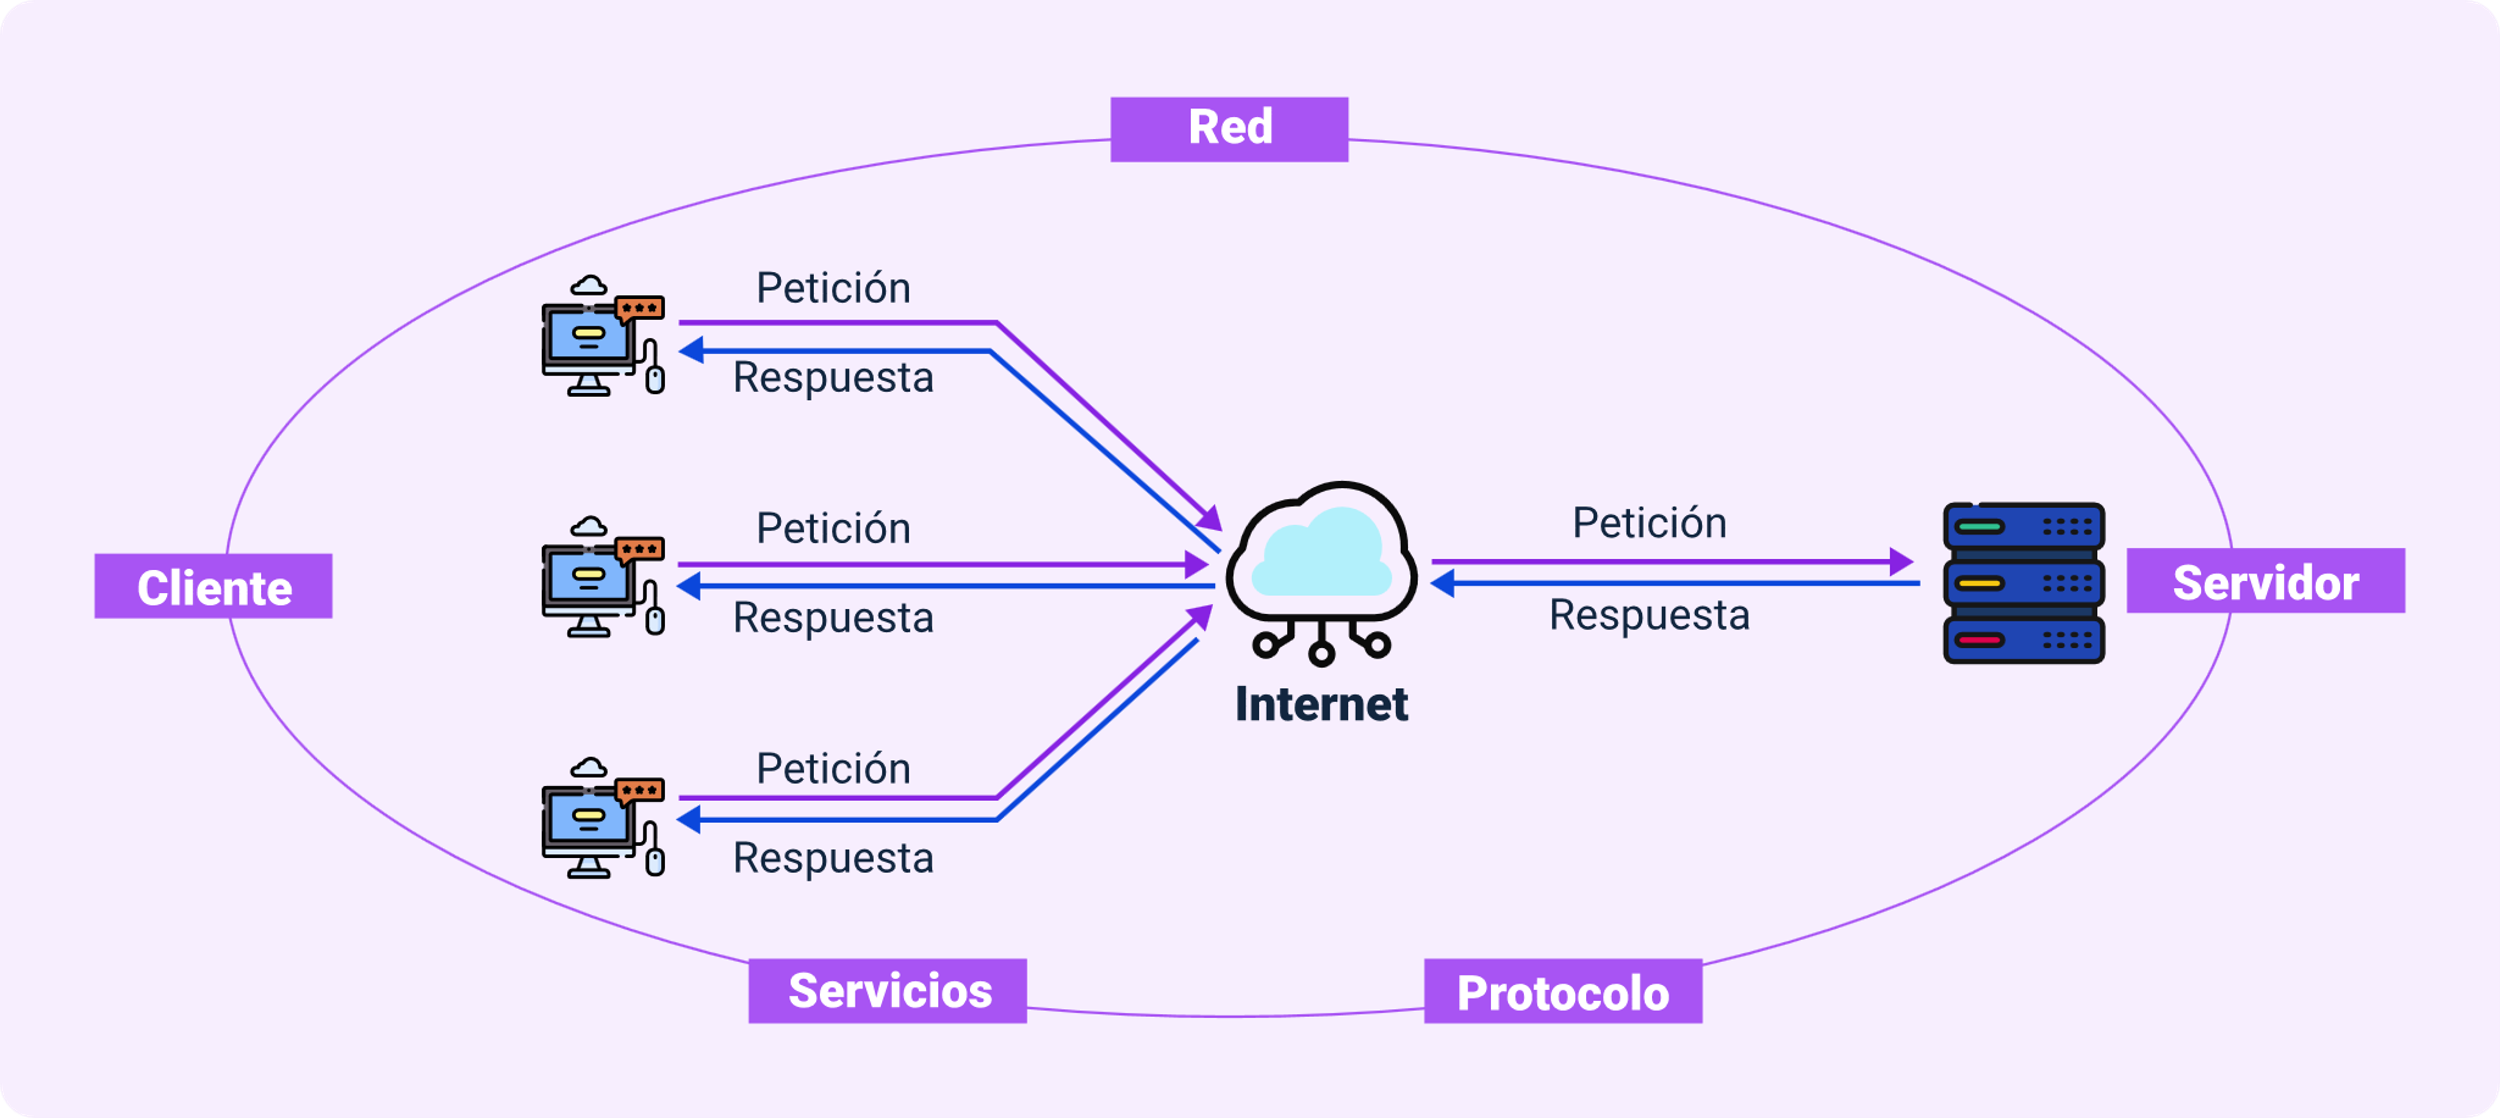 Red
Petición
Respuesta
Petición
Respuesta
Petición
Respuesta
Cliente
Servidor
Internet
Petición
Respuesta
Servicios
Protocolo